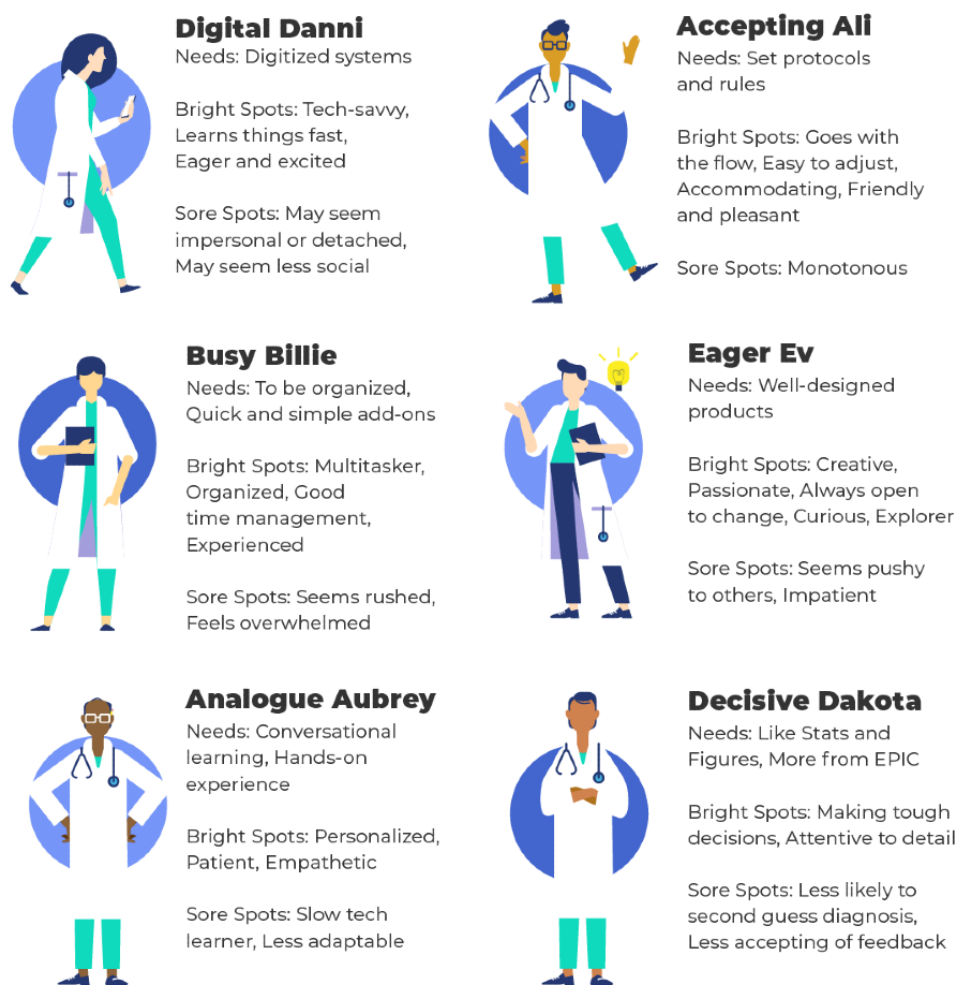 Digital Danni
Needs: Digitized systems
Bright Spots: Tech-savvy,
Learns things fast,
Eager and excited
Sore Spots: May seem
impersonal or detached,
May seem less social
Accepting Ali
Needs: Set protocols
and rules
Bright Spots: Goes with
the flow, Easy to adjust,
Accommodating, Friendly
and pleasant
Sore Spots: Monotonous
Busy Billie
Needs: To be organized,
Quick and simple add-ons
Bright Spots: Multitasker,
Organized, Good
time management,
Experienced
Sore Spots: Seems rushed,
Feels overwhelmed
Eager Ev
Needs: Well-designed
products
Bright Spots: Creative,
Passionate, Always open
to change, Curious, Explorer
Sore Spots: Seems pushy
to others, Impatient
Analogue Aubrey
Needs: Conversational
learning, Hands-on
experience
Bright Spots: Personalized,
Patient, Empathetic
Sore Spots: Slow tech
learner, Less adaptable
Decisive Dakota
Needs: Like Stats and
Figures, More from EPIC
Bright Spots: Making tough
decisions, Attentive to detail
Sore Spots: Less likely to
second guess diagnosis,
Less accepting of feedback